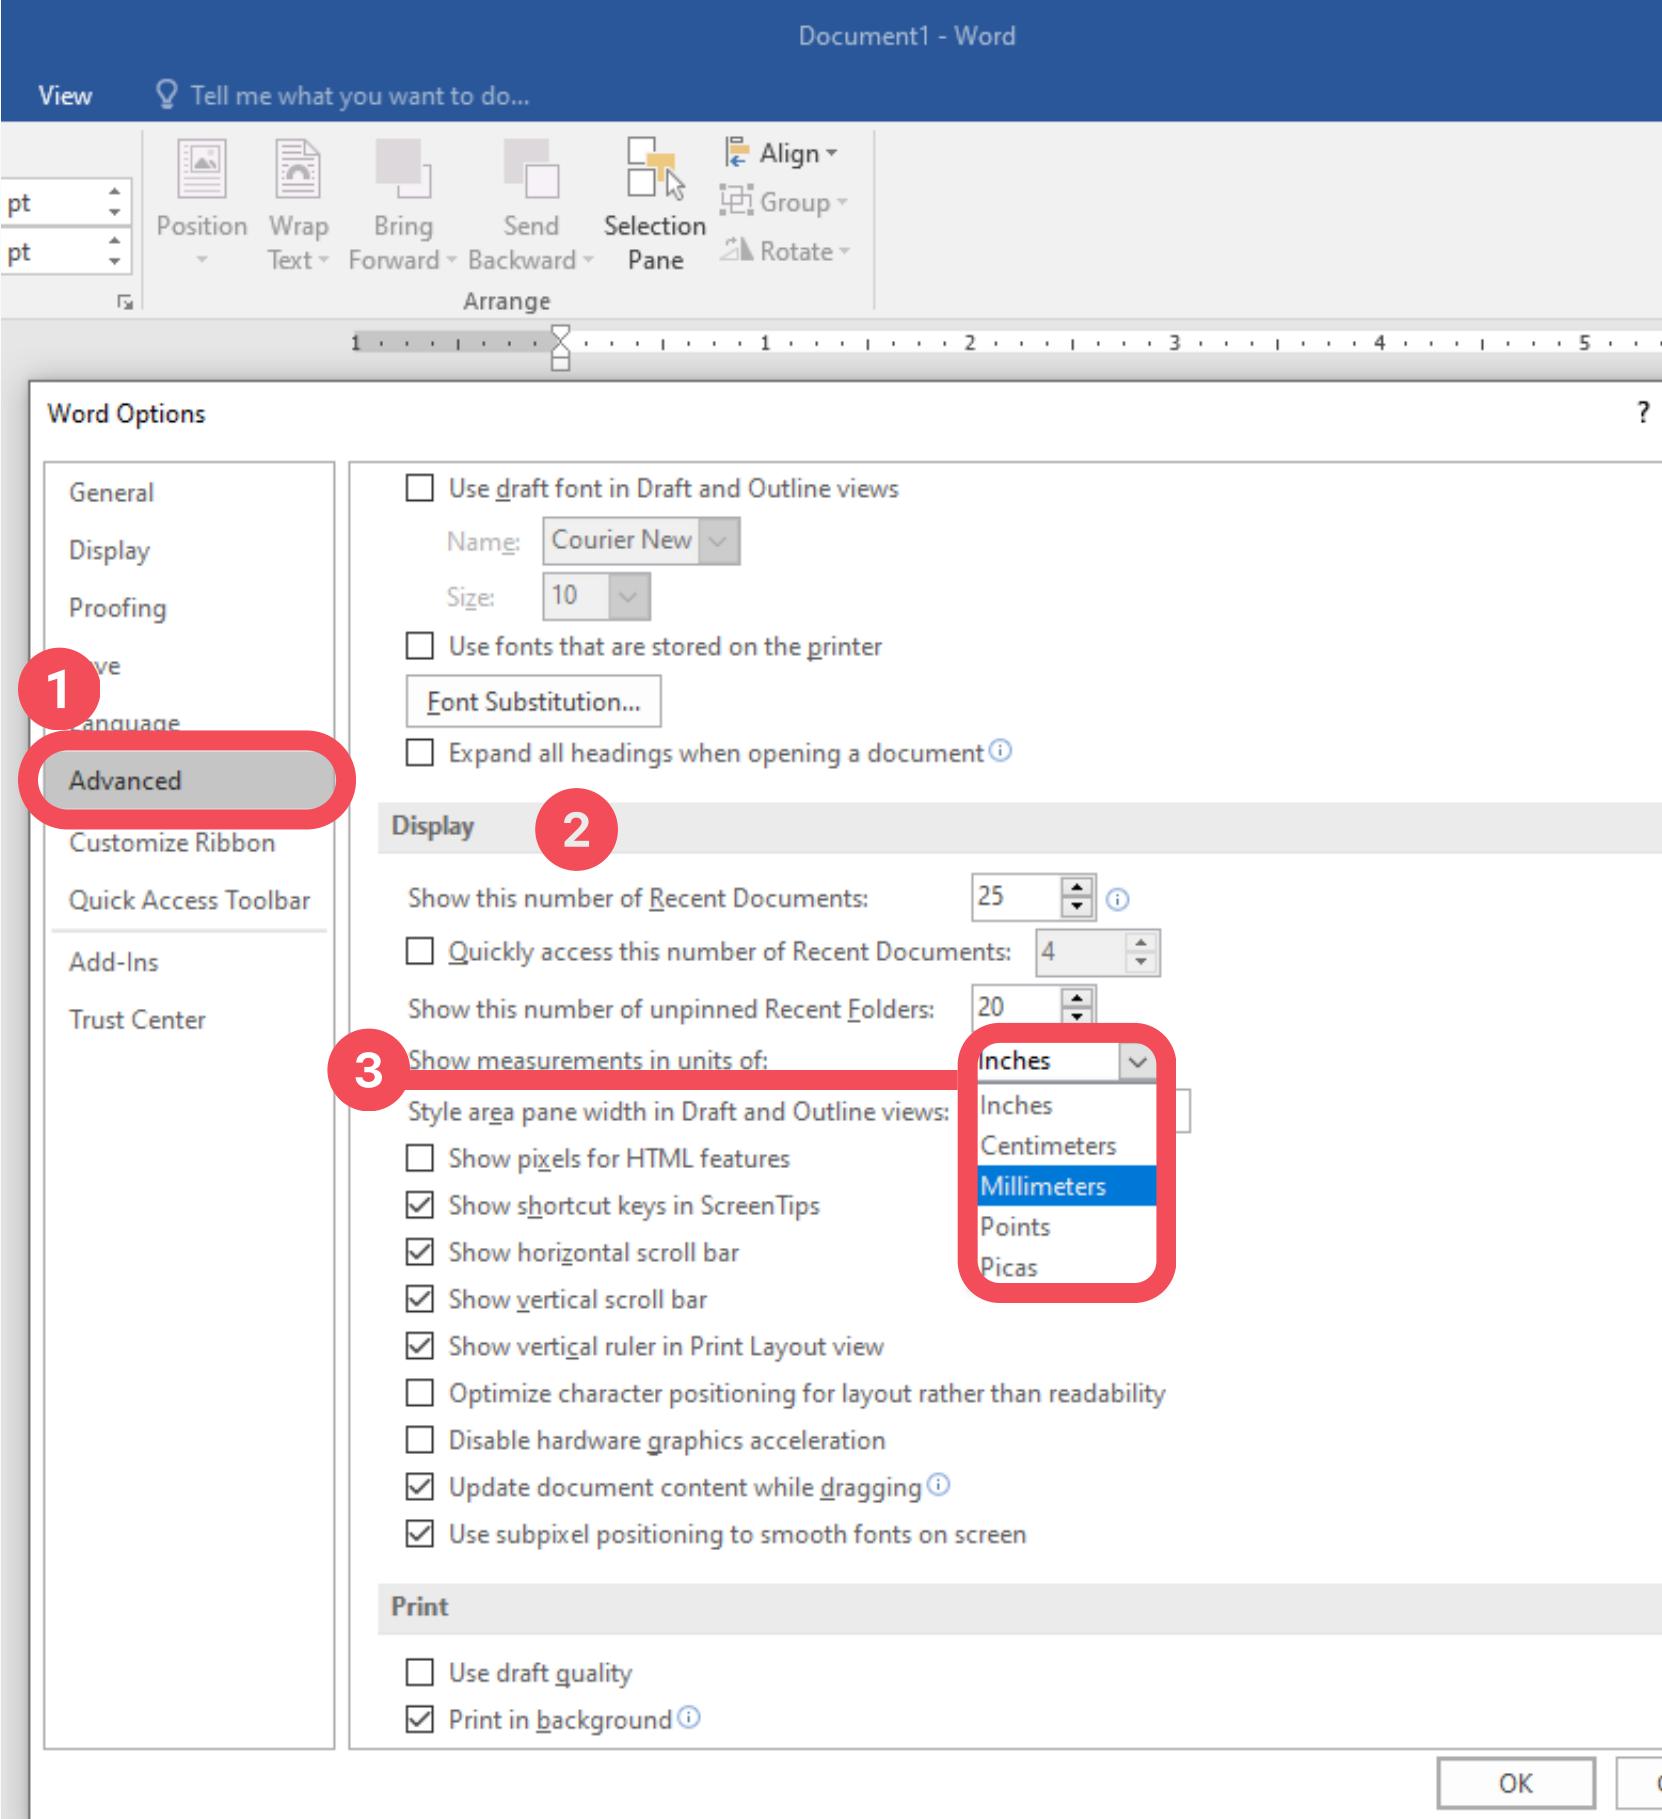 Document1 - Word
View Tell me what you want to do...
pt
pt
Position Wrap Text Bring Forward Send Backward Selection Pane
Align
Group
Rotate
Arrange
1 1 2 3 4 5
Word Options ?
General
Display
Proofing
1
Advanced
Customize Ribbon
Quick Access Toolbar
Add-Ins
Trust Center
Use draft font in Draft and Outline views
Name: Courier New
Size: 10
Use fonts that are stored on the printer
Font Substitution...
Expand all headings when opening a document
Display 2
Show this number of Recent Documents: 25
Quickly access this number of Recent Documents: 4
Show this number of unpinned Recent Folders: 20
3 Show measurements in units of: Inches
Inches
Centimeters
Millimeters
Points
Picas
Style area pane width in Draft and Outline views:
Show pixels for HTML features
Show shortcut keys in ScreenTips
Show horizontal scroll bar
Show vertical scroll bar
Show vertical ruler in Print Layout view
Optimize character positioning for layout rather than readability
Disable hardware graphics acceleration
Update document content while dragging
Use subpixel positioning to smooth fonts on screen
Print
Use draft quality
Print in background
OK